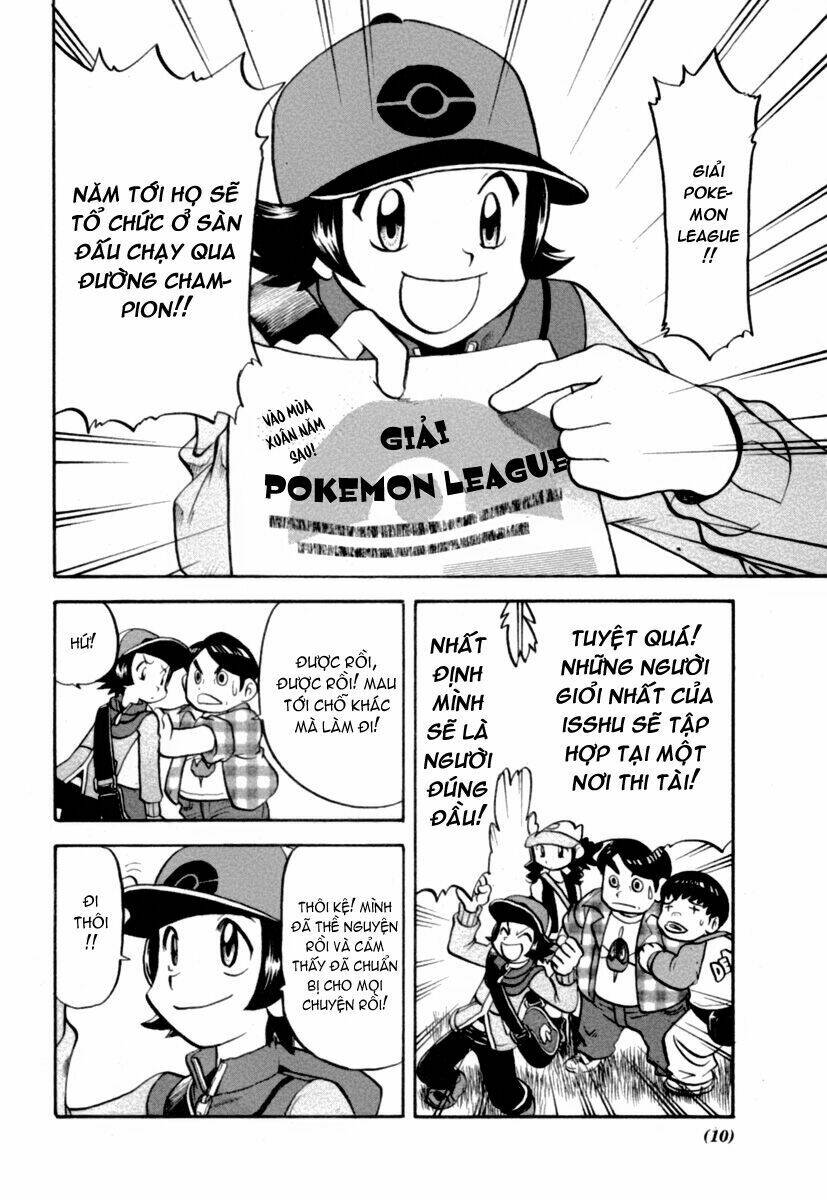 GIẢI
POKE-
MON
LEAGUE
!!
NĂM TỚI HỌ SẼ
TỔ CHỨC Ở SÀN
ĐẤU CHẠY QUA
ĐƯỜNG CHAM-
PION!!
VÀO MÙA
XUÂN NĂM
SAU!
GIẢI
POKEMON LEAGUE
TUYỆT QUÁ!
NHỮNG NGƯỜI
GIỎI NHẤT CỦA
ISSHU SẼ TẬP
HỢP TẠI MỘT
NƠI THI TÀI!
NHẤT
ĐỊNH
MÌNH
SẼ LÀ
NGƯỜI
ĐÚNG
ĐẦU!
ĐƯỢC RỒI,
ĐƯỢC RỒI! MAU
TỚI CHỖ KHÁC
MÀ LÀM ĐI!
HỨ!
THÔI KỆ! MÌNH
ĐÃ THỀ NGUYỆN
RỒI VÀ CẢM
THẤY ĐÃ CHUẨN
BỊ CHO MỌI
CHUYỆN RỒI!
ĐI
THÔI
!!
(10)